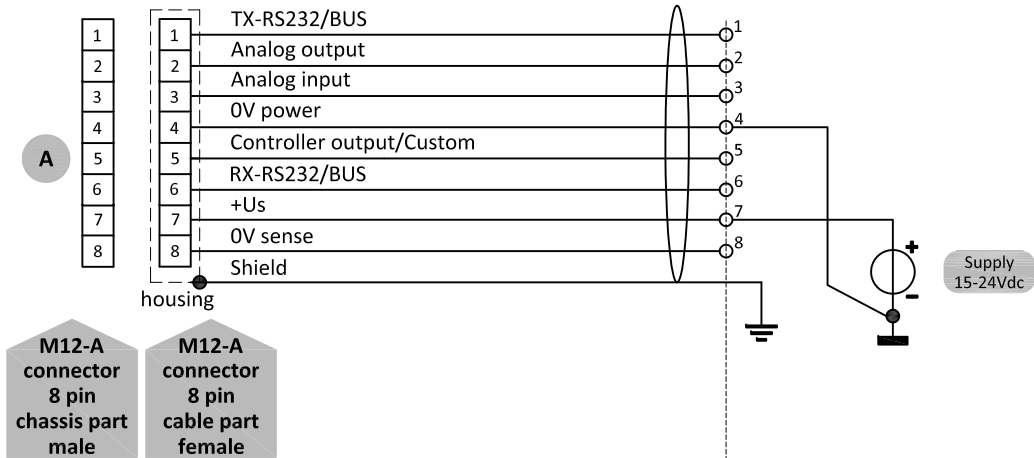 TX-RS232/BUS
1 1 1
Analog output
2 2 2
Analog input
3 3 3
0V power
4 4 4
A
Controller output/Custom
5 5 5
RX-RS232/BUS
6 6 6
+Us
7 7 7
0V sense
8 8 8
Shield
housing
+
-
Supply
15-24Vdc
M12-A
connector
8 pin
chassis part
male
M12-A
connector
8 pin
cable part
female